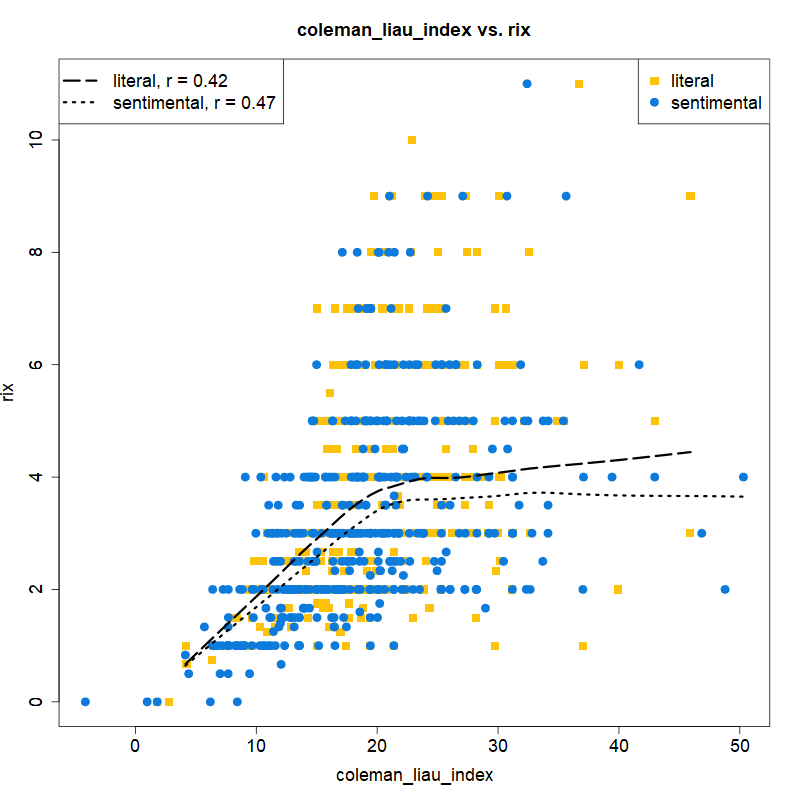 coleman_liau_index vs. rix
literal, r = 0.42
sentimental, r = 0.47
literal
sentimental
rix
10
8
6
4
2
0
0 10 20 30 40 50
coleman_liau_index